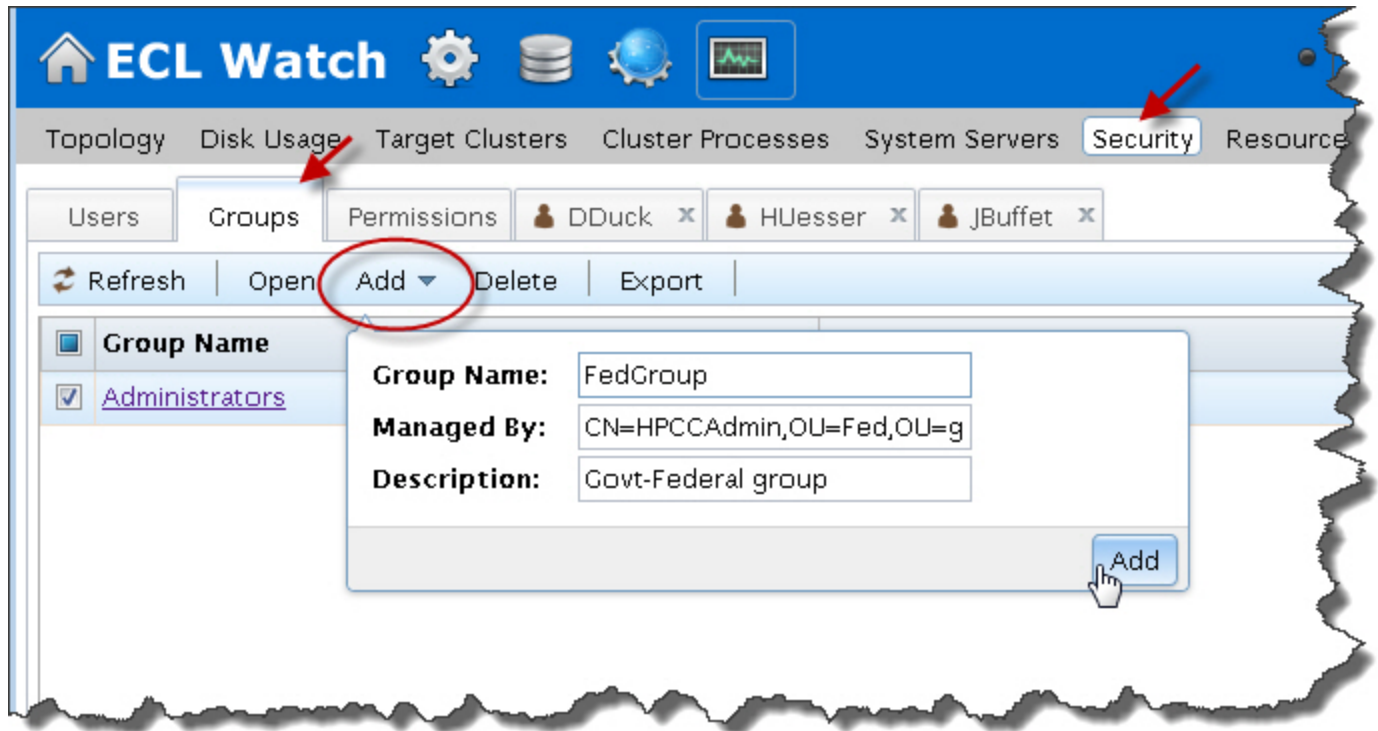 ECL Watch
Topology Disk Usage Target Clusters Cluster Processes System Servers Security Resource
Users Groups Permissions DDuck x HUesser x JBuffet x
Refresh Open Add Delete Export
Group Name
Administrators
Group Name: FedGroup
Managed By: CN=HPCCAdmin,OU=Fed,OU=g
Description: Govt-Federal group
Add